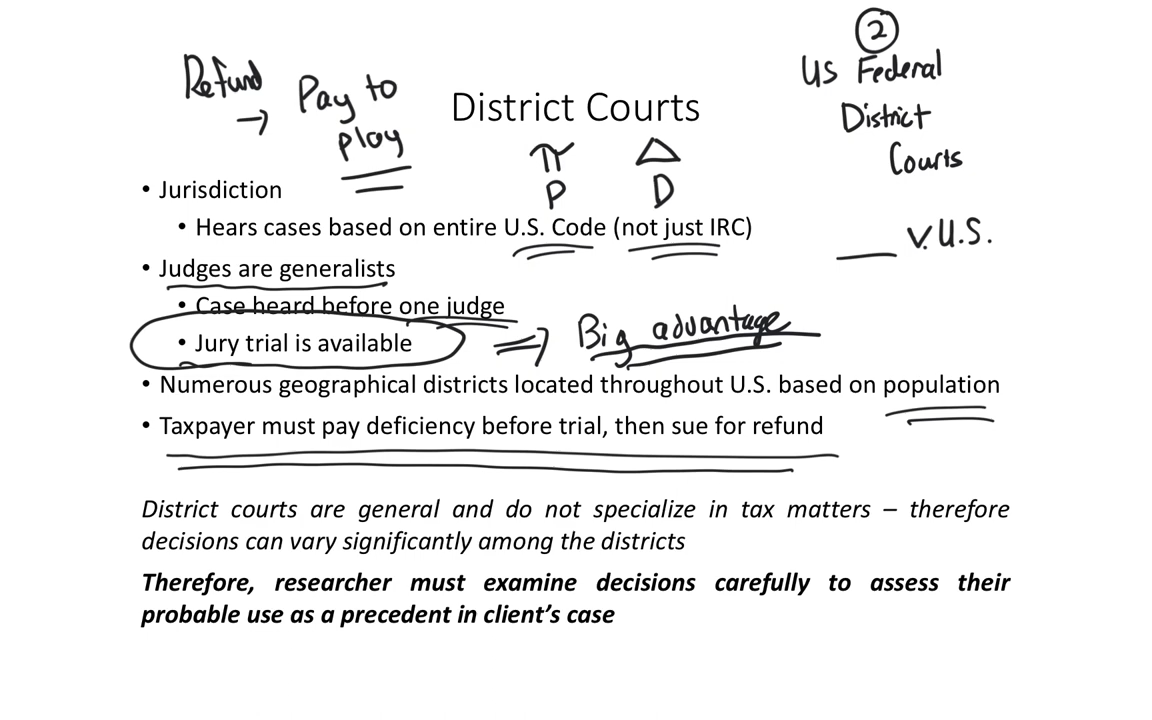 ②
US Federal
District
Courts
___ v. U.S.
Refund
→ Pay to
play
District Courts
π Δ
P D
• Jurisdiction
• Hears cases based on entire U.S. Code (not just IRC)
• Judges are generalists
• Case heard before one judge
• Jury trial is available ⇒ Big advantage
• Numerous geographical districts located throughout U.S. based on population
• Taxpayer must pay deficiency before trial, then sue for refund
District courts are general and do not specialize in tax matters – therefore
decisions can vary significantly among the districts
Therefore, researcher must examine decisions carefully to assess their
probable use as a precedent in client’s case